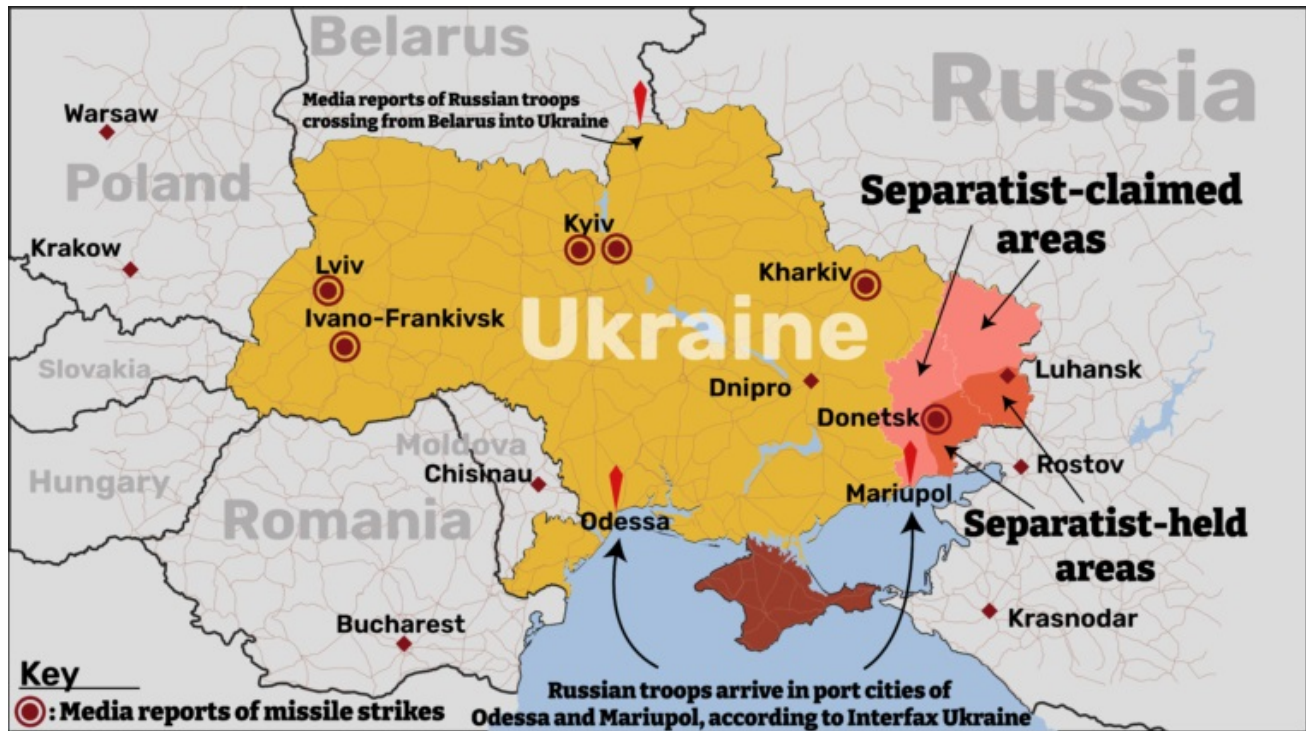 Belarus
Russia
Media reports of Russian troops
crossing from Belarus into Ukraine
Warsaw
Poland
Separatist-claimed
areas
Krakow
Kyiv
Lviv
Kharkiv
Ivano-Frankivsk
Ukraine
Slovakia
Luhansk
Dnipro
Donetsk
Moldova
Chisinau
Rostov
Hungary
Mariupol
Romania
Odessa
Separatist-held
areas
Krasnodar
Bucharest
Key
: Media reports of missile strikes
Russian troops arrive in port cities of
Odessa and Mariupol, according to Interfax Ukraine